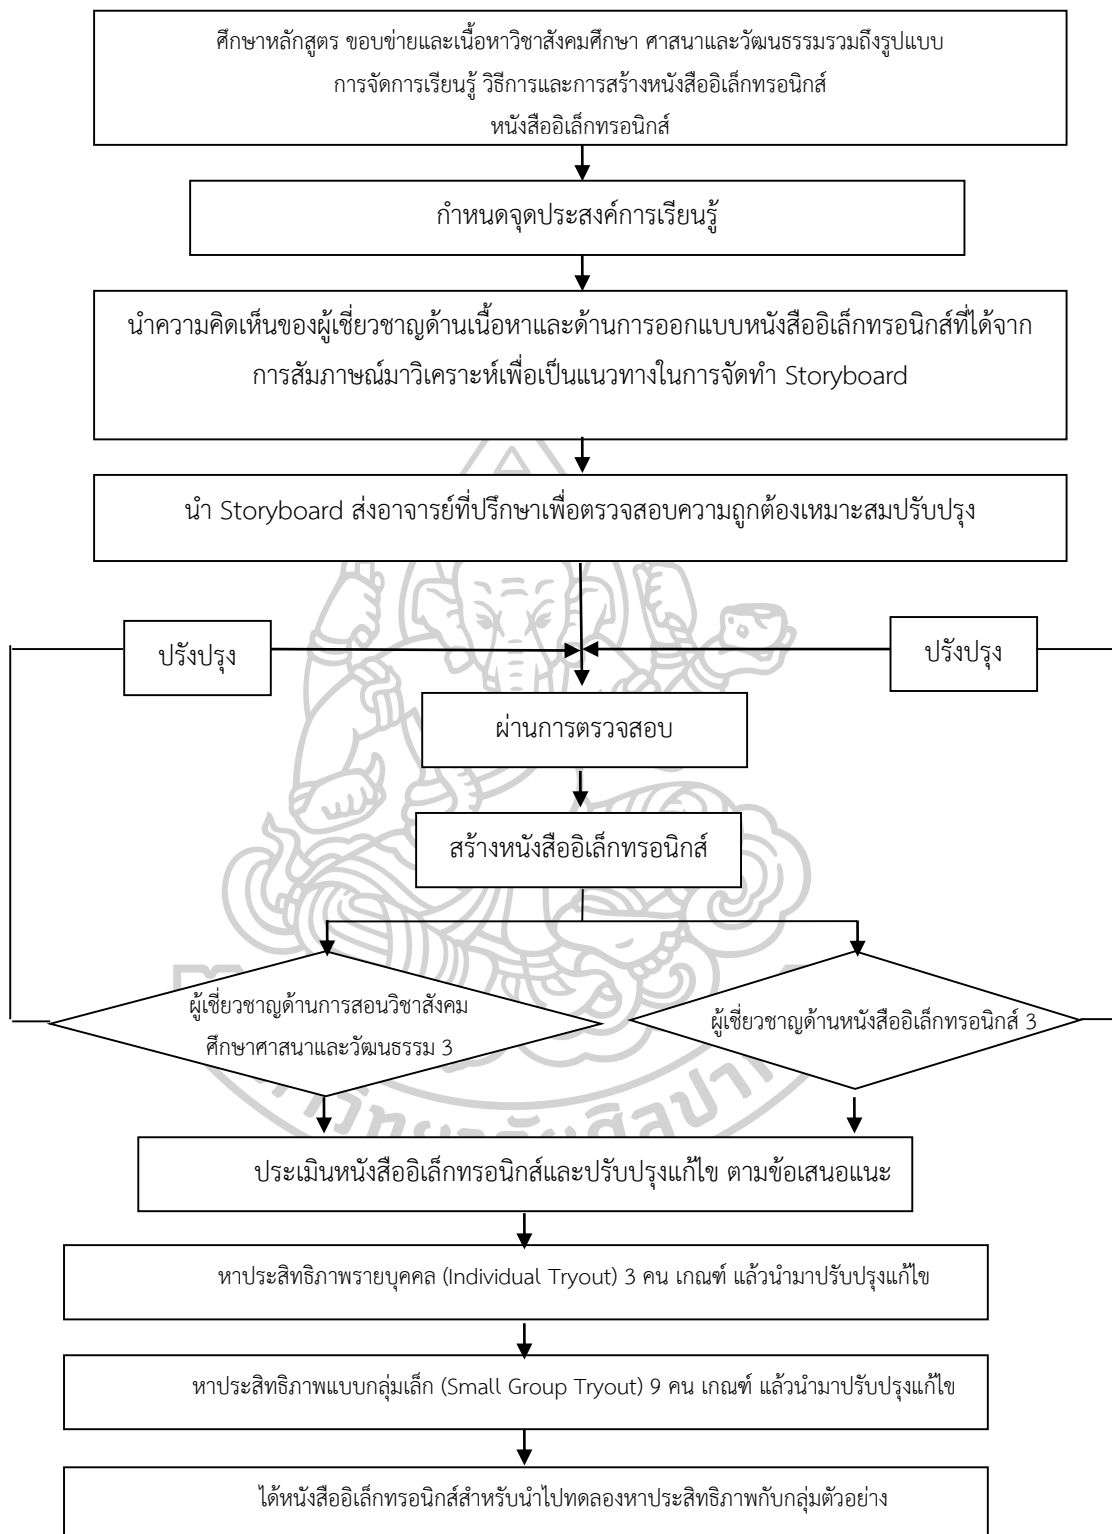 ศึกษาหลักสูตร ขอบข่ายและเนื้อหาวิชาสังคมศึกษา ศาสนาและวัฒนธรรมรวมถึงรูปแบบ
การจัดการเรียนรู้ วิธีการและการสร้างหนังสืออิเล็กทรอนิกส์
หนังสืออิเล็กทรอนิกส์
กำหนดจุดประสงค์การเรียนรู้
นำความคิดเห็นของผู้เชี่ยวชาญด้านเนื้อหาและด้านการออกแบบหนังสืออิเล็กทรอนิกส์ที่ได้จาก
การสัมภาษณ์มาวิเคราะห์เพื่อเป็นแนวทางในการจัดทำ Storyboard
นำ Storyboard ส่งอาจารย์ที่ปรึกษาเพื่อตรวจสอบความถูกต้องเหมาะสมปรับปรุง
ปรังปรุง
ปรังปรุง
ผ่านการตรวจสอบ
สร้างหนังสืออิเล็กทรอนิกส์
ผู้เชี่ยวชาญด้านการสอนวิชาสังคม
ศึกษาศาสนาและวัฒนธรรม 3
ผู้เชี่ยวชาญด้านหนังสืออิเล็กทรอนิกส์ 3
ประเมินหนังสืออิเล็กทรอนิกส์และปรับปรุงแก้ไข ตามข้อเสนอแนะ
หาประสิทธิภาพรายบุคคล (Individual Tryout) 3 คน เกณฑ์ แล้วนำมาปรับปรุงแก้ไข
หาประสิทธิภาพแบบกลุ่มเล็ก (Small Group Tryout) 9 คน เกณฑ์ แล้วนำมาปรับปรุงแก้ไข
ได้หนังสืออิเล็กทรอนิกส์สำหรับนำไปทดลองหาประสิทธิภาพกับกลุ่มตัวอย่าง